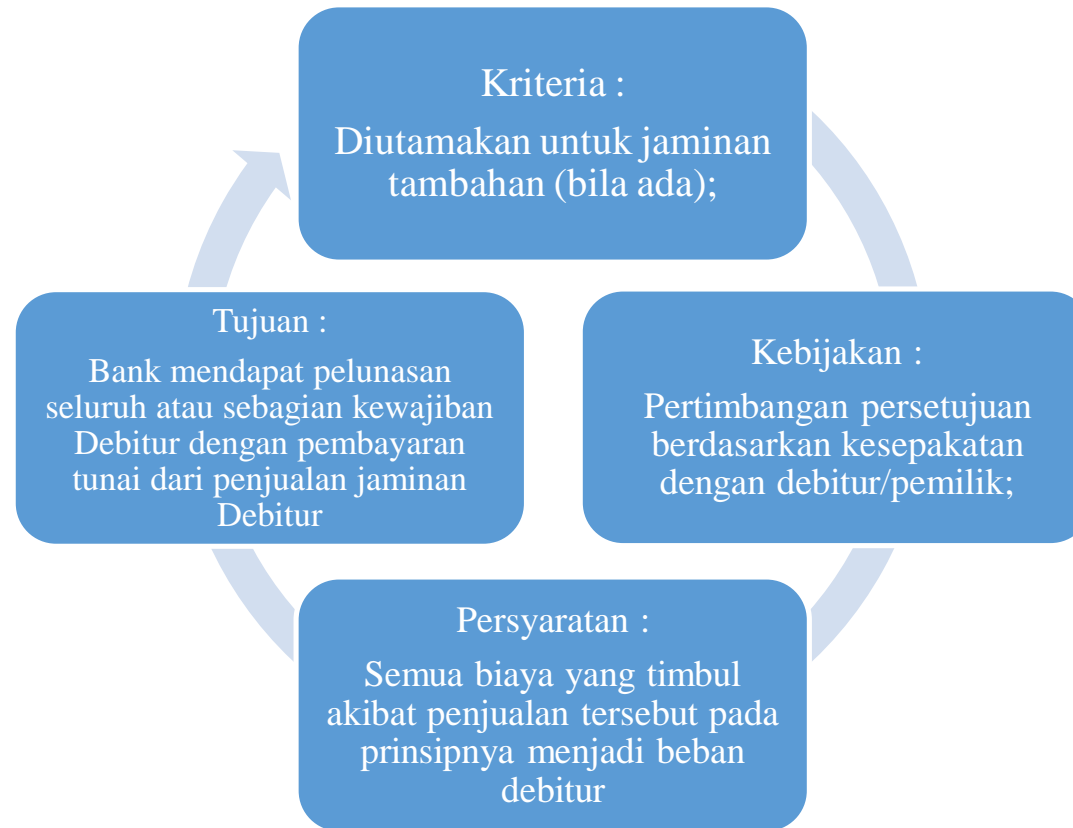 Kriteria :
Diutamakan untuk jaminan
tambahan (bila ada);
Kebijakan :
Pertimbangan persetujuan
berdasarkan kesepakatan
dengan debitur/pemilik;
Persyaratan :
Semua biaya yang timbul
akibat penjualan tersebut pada
prinsipnya menjadi beban
debitur
Tujuan :
Bank mendapat pelunasan
seluruh atau sebagian kewajiban
Debitur dengan pembayaran
tunai dari penjualan jaminan
Debitur